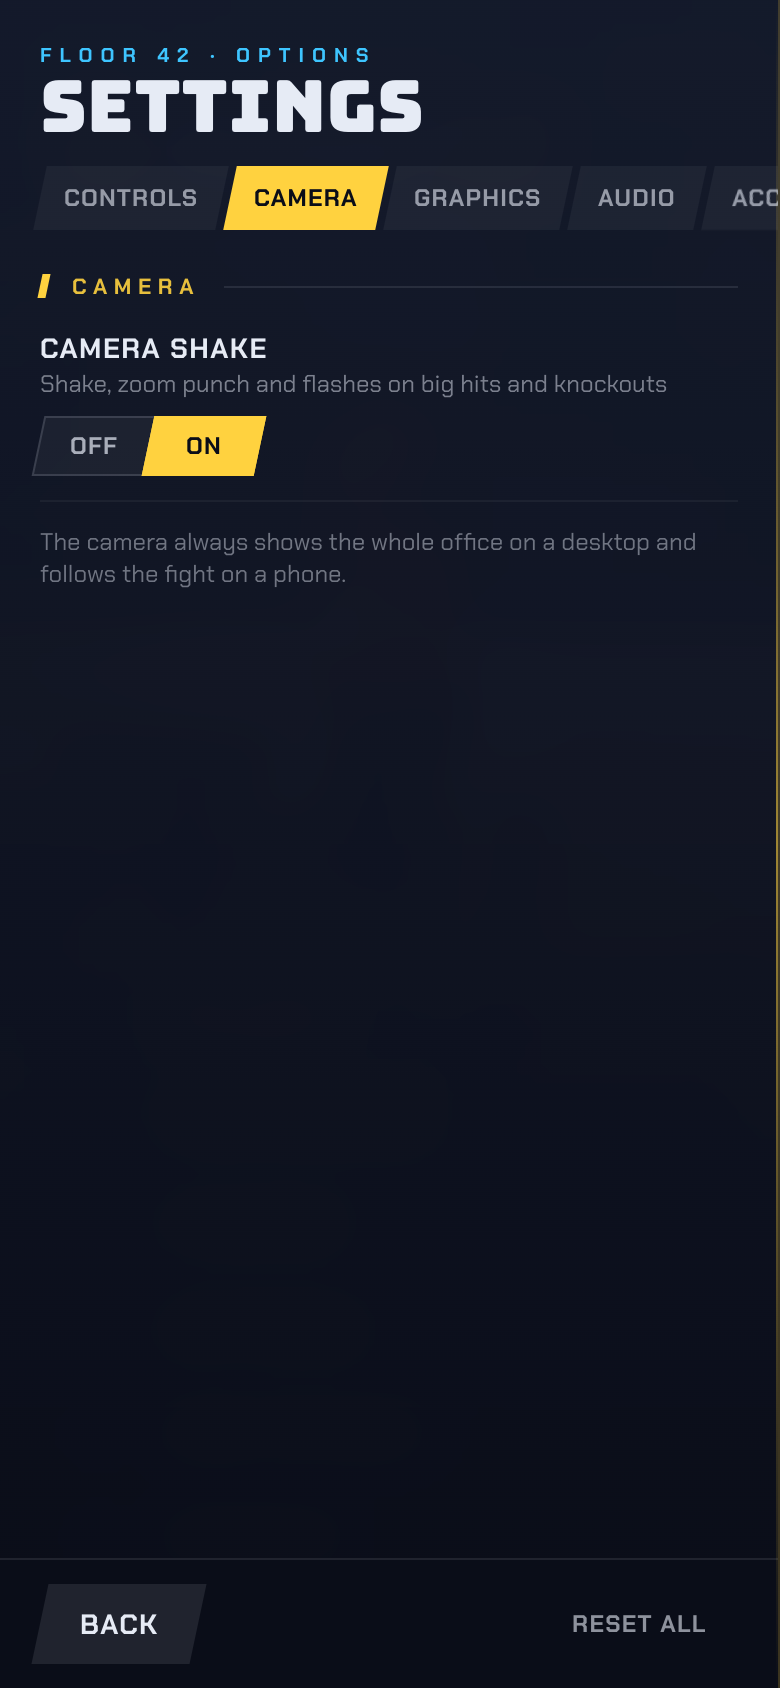 FLOOR 42 · OPTIONS
SETTINGS
CONTROLS CAMERA GRAPHICS AUDIO ACC
CAMERA
CAMERA SHAKE
Shake, zoom punch and flashes on big hits and knockouts
OFF ON
The camera always shows the whole office on a desktop and
follows the fight on a phone.
BACK RESET ALL